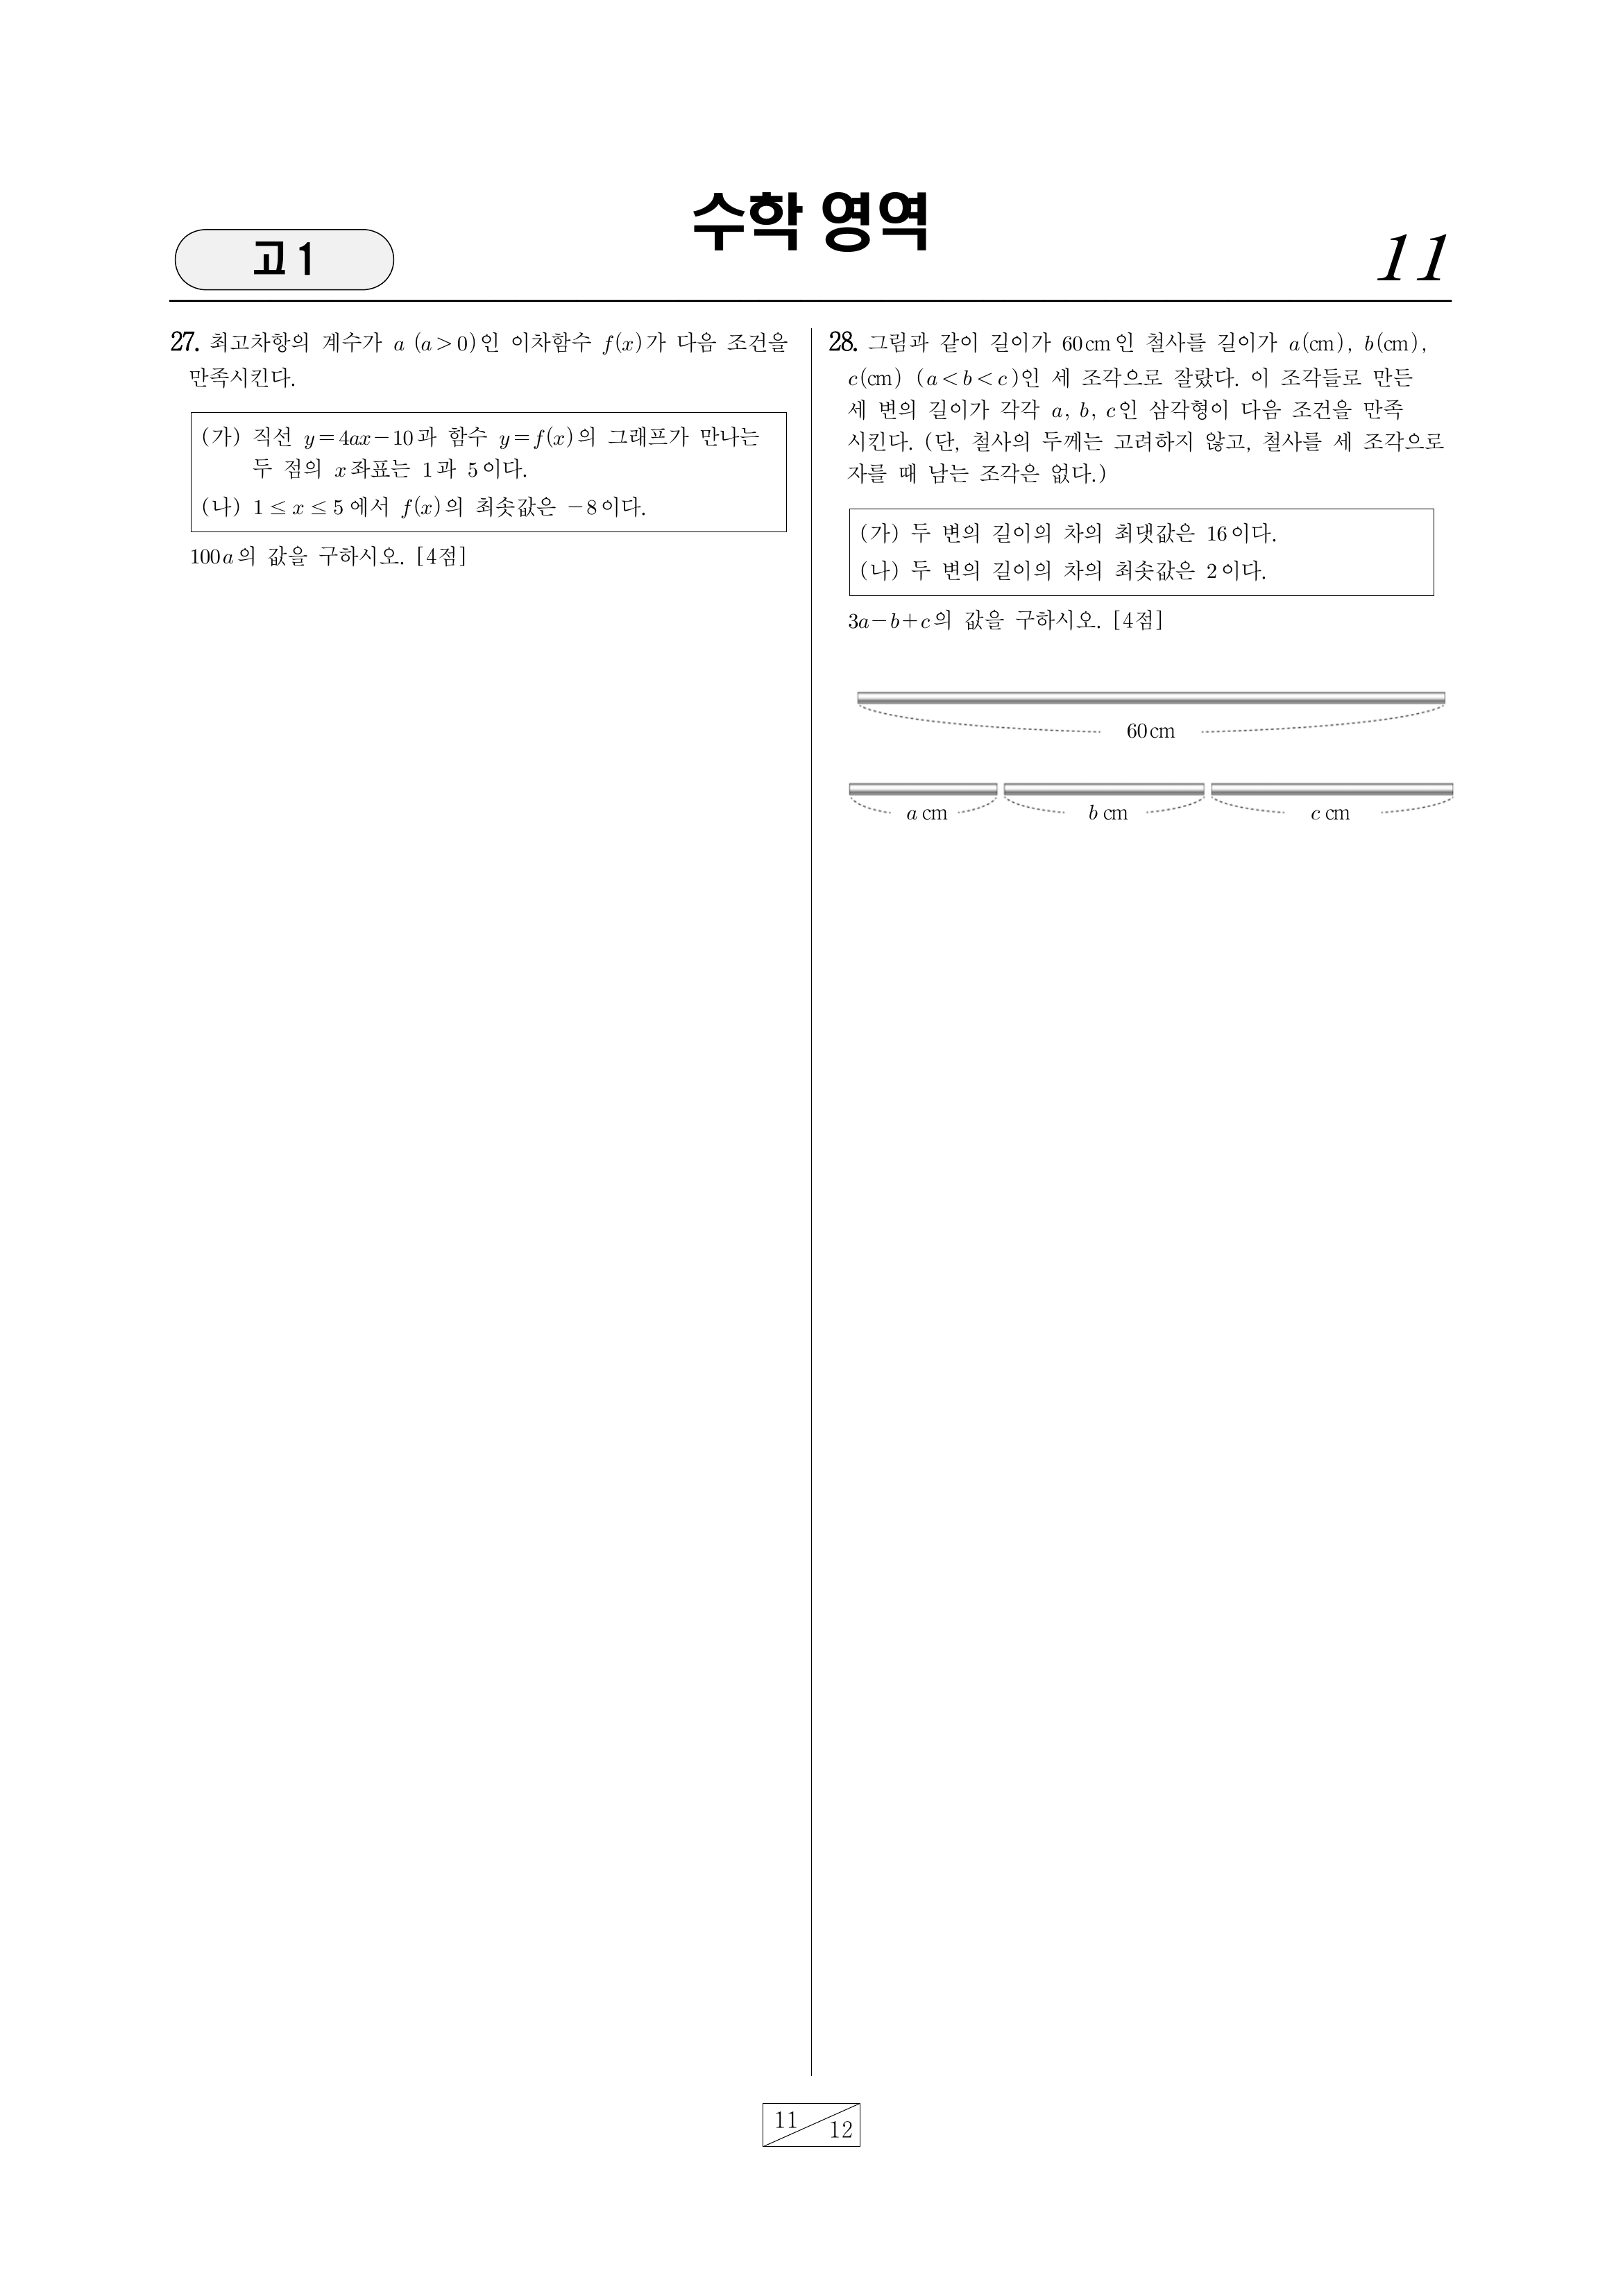 수학 영역
고 1
11
27. 최고차항의 계수가 a (a>0)인 이차함수 f(x)가 다음 조건을
만족시킨다.
(가) 직선 y=4ax-10과 함수 y=f(x)의 그래프가 만나는
두 점의 x좌표는 1과 5이다.
(나) 1≤x≤5에서 f(x)의 최솟값은 -8이다.
100a의 값을 구하시오. [4점]
28. 그림과 같이 길이가 60cm인 철사를 길이가 a(cm), b(cm),
c(cm) (a<b<c)인 세 조각으로 잘랐다. 이 조각들로 만든
세 변의 길이가 각각 a, b, c인 삼각형이 다음 조건을 만족
시킨다. (단, 철사의 두께는 고려하지 않고, 철사를 세 조각으로
자를 때 남는 조각은 없다.)
(가) 두 변의 길이의 차의 최댓값은 16이다.
(나) 두 변의 길이의 차의 최솟값은 2이다.
3a-b+c의 값을 구하시오. [4점]
60cm
a cm b cm c cm
11
12